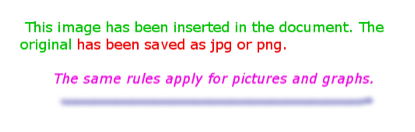 This image has been inserted in the document. The
original has been saved as jpg or png.
The same rules apply for pictures and graphs.